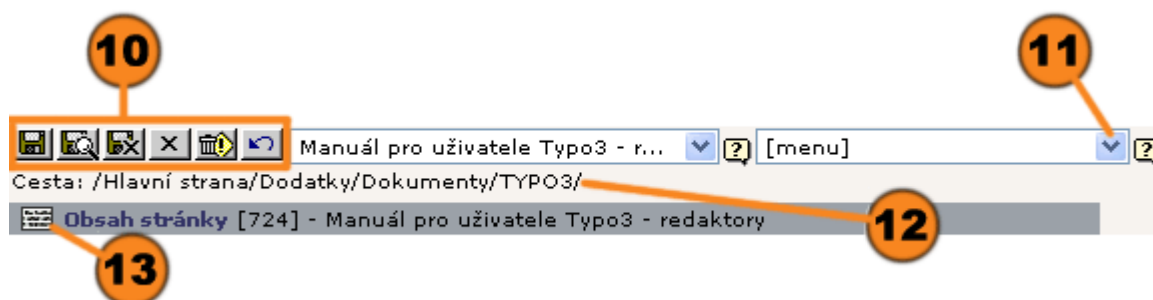 10
11
Manuál pro uživatele Typo3 - r... ? [menu] ?
Cesta: /Hlavní strana/Dodatky/Dokumenty/TYPO3/
Obsah stránky [724] - Manuál pro uživatele Typo3 - redaktory
12
13